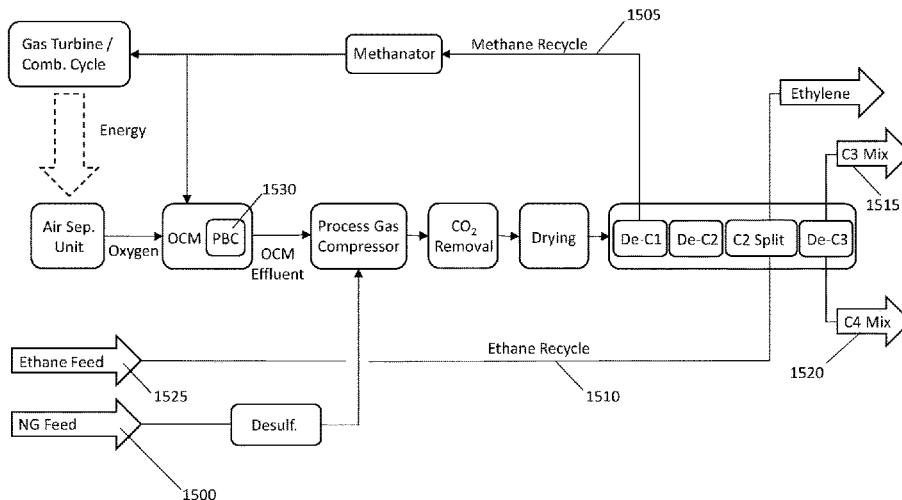 1505
Gas Turbine /
Comb. Cycle
Methanator
Methane Recycle
Ethylene
Energy
C3 Mix
1530
1515
Air Sep.
Unit
Oxygen
OCM
PBC
OCM
Effluent
Process Gas
Compressor
CO2
Removal
Drying
De-C1
De-C2
C2 Split
De-C3
C4 Mix
Ethane Feed
Ethane Recycle
1520
1525
1510
NG Feed
Desulf.
1500